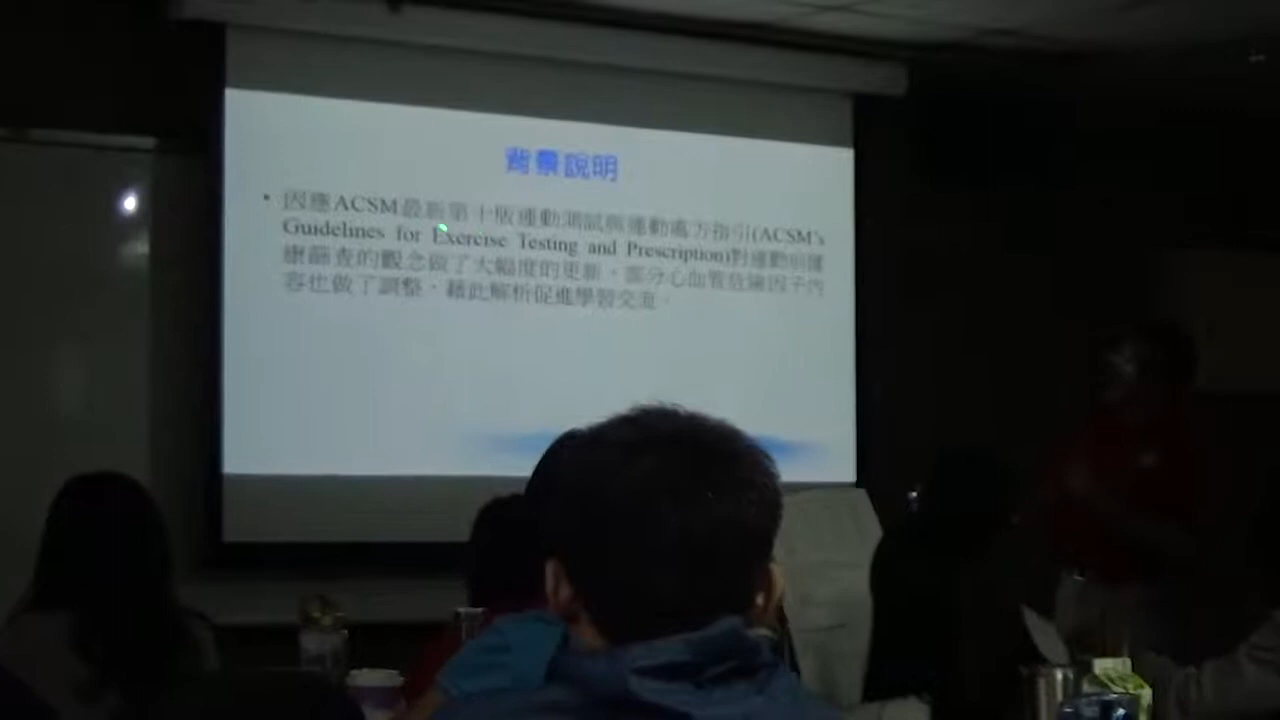 背景說明
• 因應ACSM最新第十版運動測試與運動處方指引(ACSM's
Guidelines for Exercise Testing and Prescription)對運動前健
康篩查的觀念做了大幅度的更新，部分心血管危險因子內
容也做了調整，藉此解析促進學習交流。